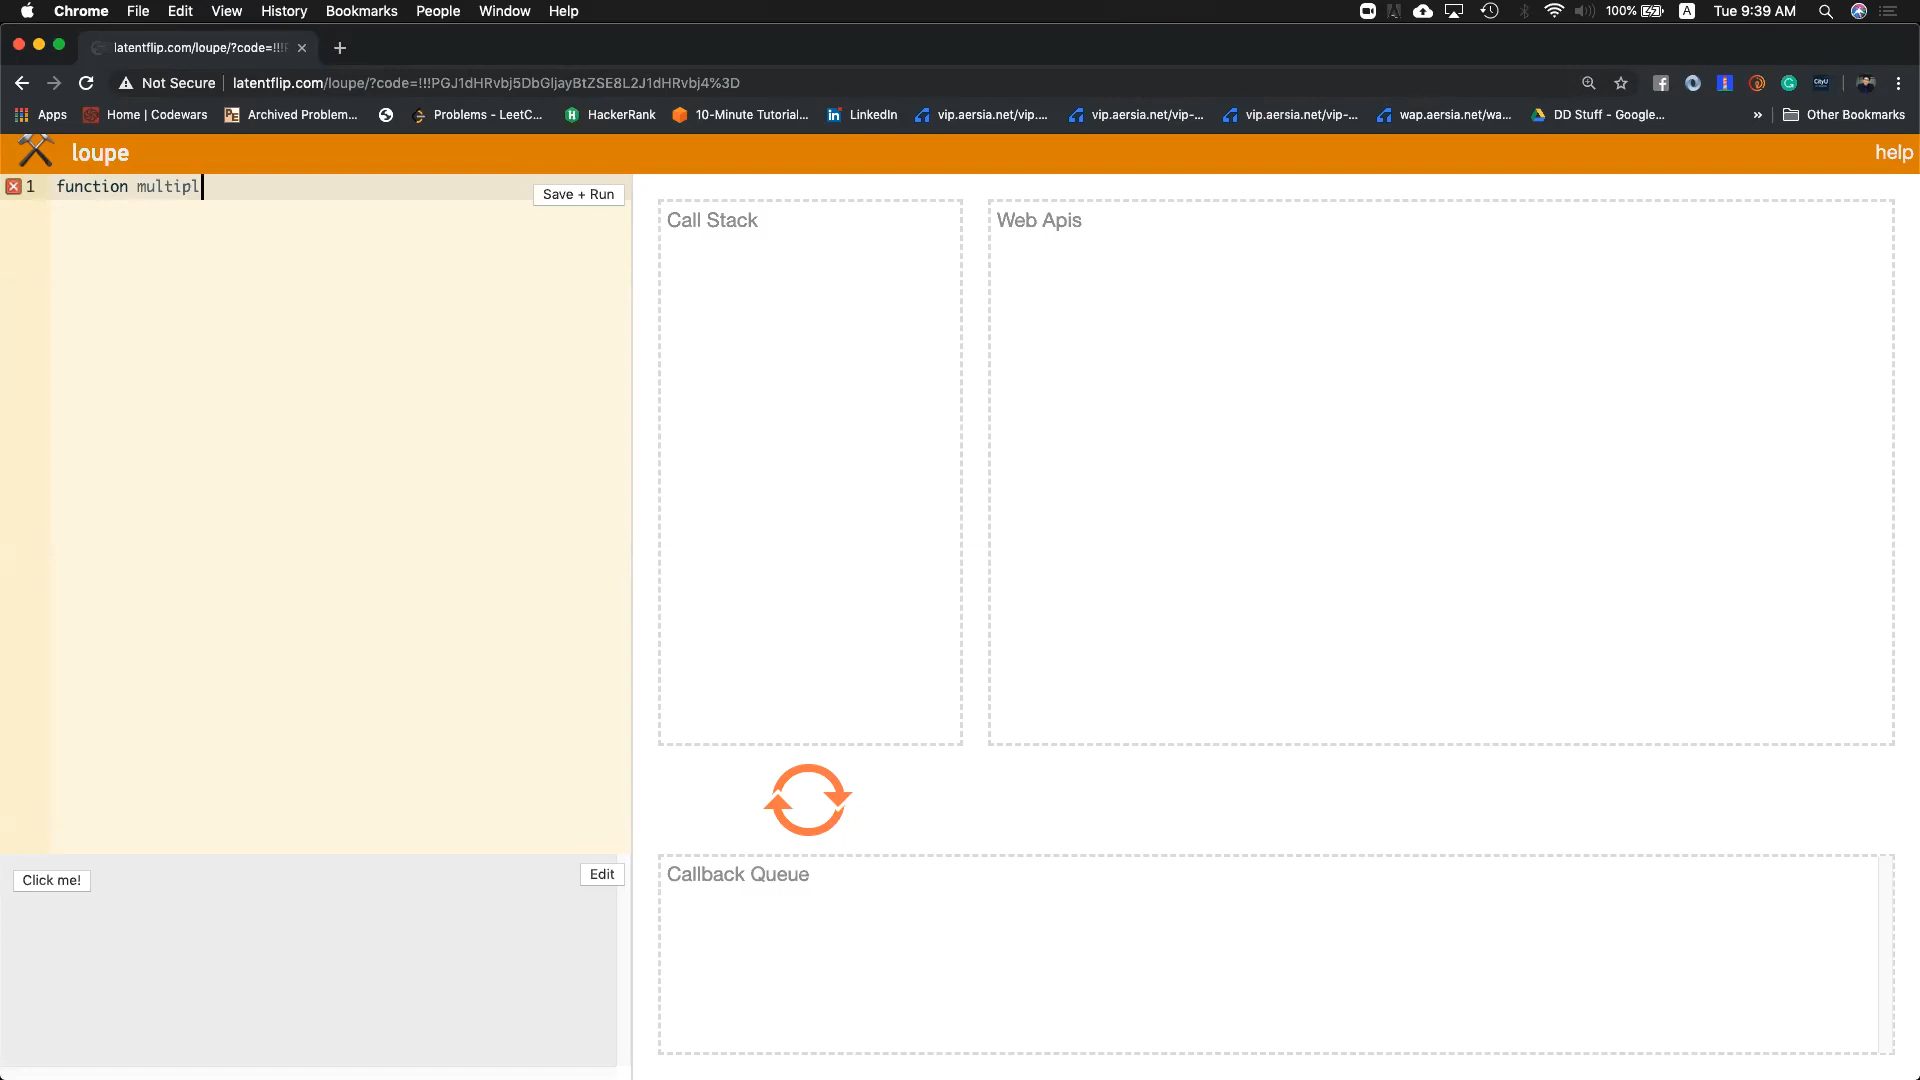 Chrome File Edit View History Bookmarks People Window Help 100% A Tue 9:39 AM
latentflip.com/loupe/?code=!!!
Not Secure latentflip.com/loupe/?code=!!!PGJ1dHRvbj5DbGljayBtZSE8L2J1dHRvbj4%3D
Apps Home | Codewars Archived Problem... Problems - LeetC... HackerRank 10-Minute Tutorial... LinkedIn vip.aersia.net/vip.... vip.aersia.net/vip-... vip.aersia.net/vip-... wap.aersia.net/wa... DD Stuff - Google... » Other Bookmarks
loupe help
1 function multipl
Save + Run
Call Stack Web Apis
Click me! Edit
Callback Queue